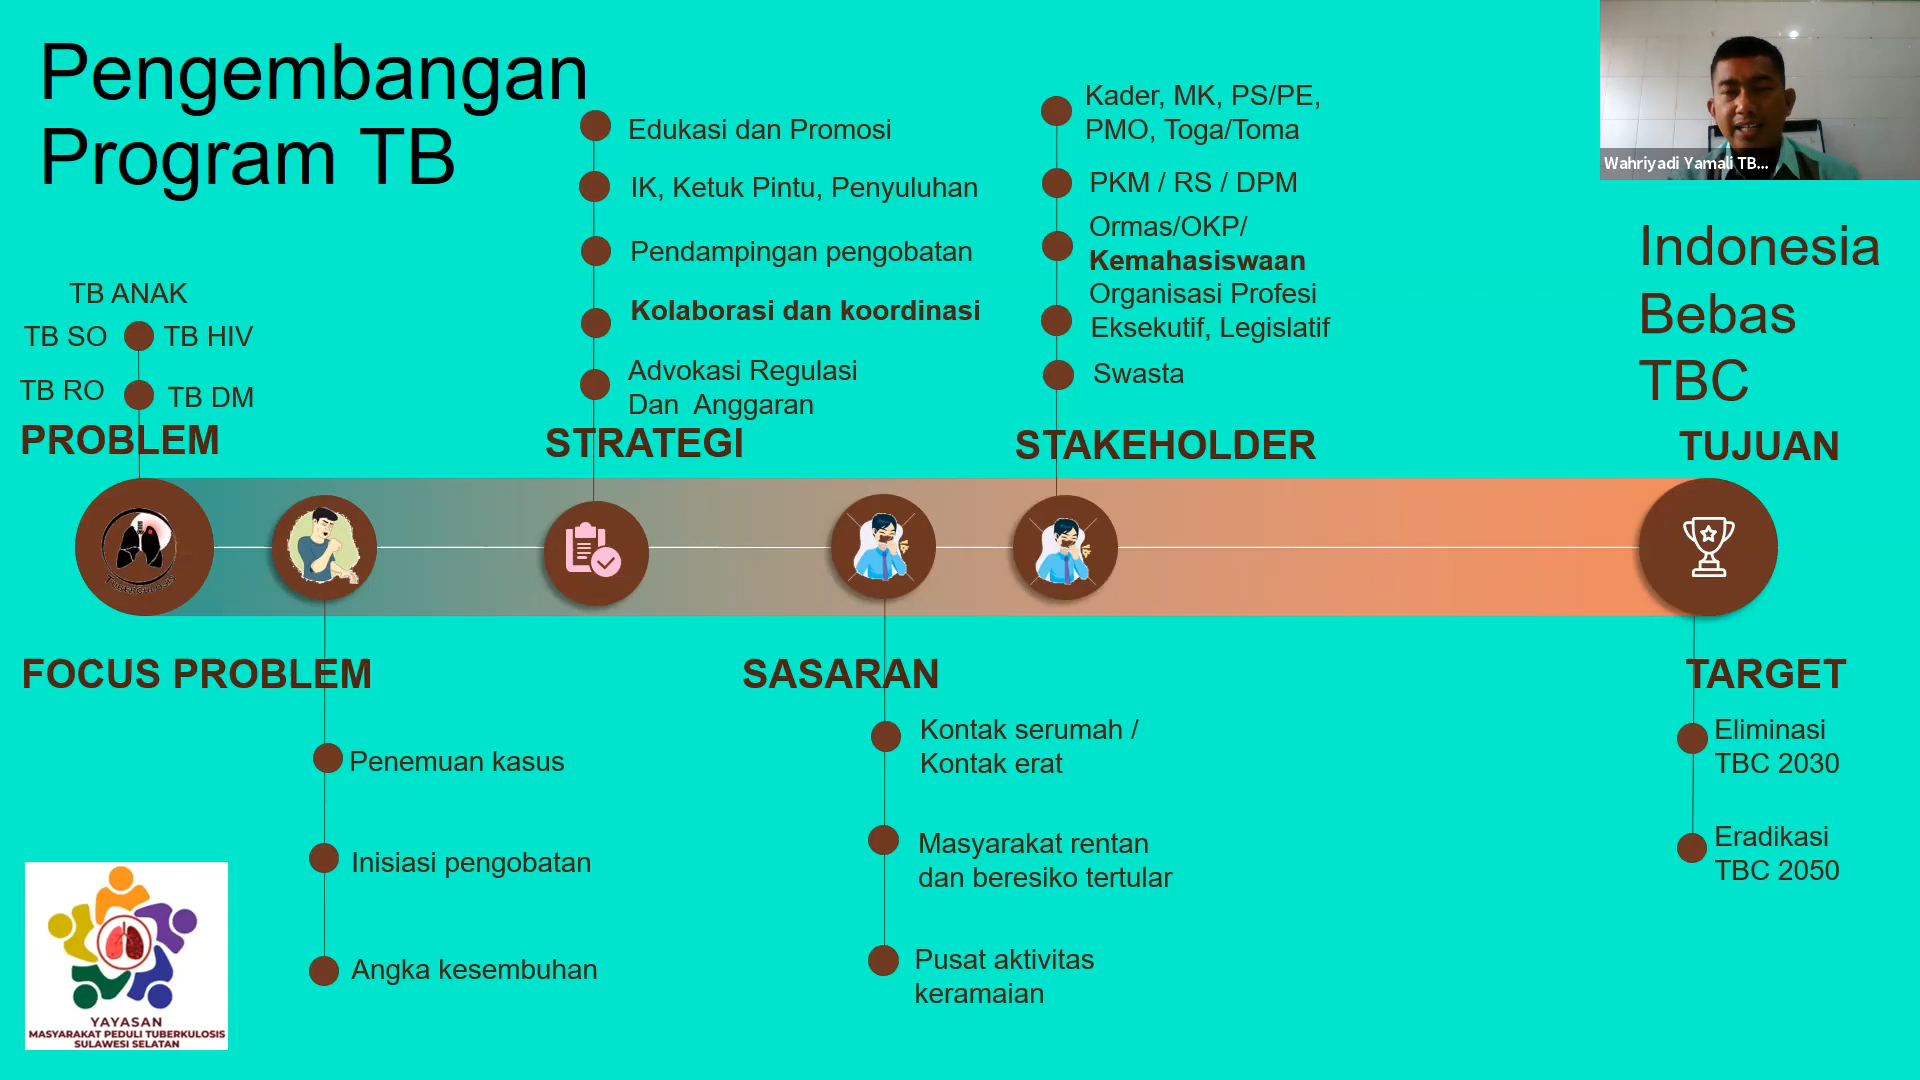 Pengembangan
Program TB
Wahriyadi Yamali TB...
TB ANAK
TB SO
TB HIV
TB RO
TB DM
PROBLEM
Edukasi dan Promosi
IK, Ketuk Pintu, Penyuluhan
Pendampingan pengobatan
Kolaborasi dan koordinasi
Advokasi Regulasi
Dan Anggaran
STRATEGI
Kader, MK, PS/PE,
PMO, Toga/Toma
PKM / RS / DPM
Ormas/OKP/
Kemahasiswaan
Organisasi Profesi
Eksekutif, Legislatif
Swasta
STAKEHOLDER
Indonesia
Bebas
TBC
TUJUAN
TUBERCULOSIS
FOCUS PROBLEM
Penemuan kasus
Inisiasi pengobatan
Angka kesembuhan
SASARAN
Kontak serumah /
Kontak erat
Masyarakat rentan
dan beresiko tertular
Pusat aktivitas
keramaian
TARGET
Eliminasi
TBC 2030
Eradikasi
TBC 2050
YAYASAN
MASYARAKAT PEDULI TUBERKULOSIS
SULAWESI SELATAN